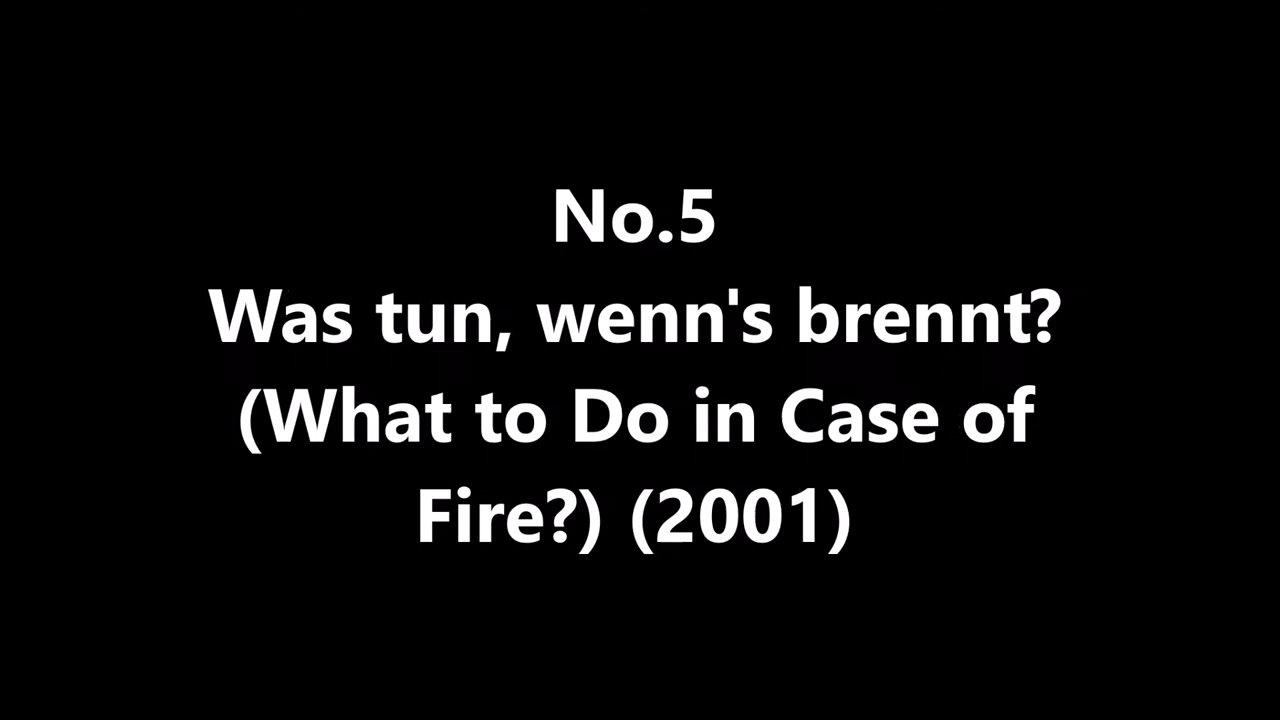 No.5
Was tun, wenn's brennt?
(What to Do in Case of
Fire?) (2001)